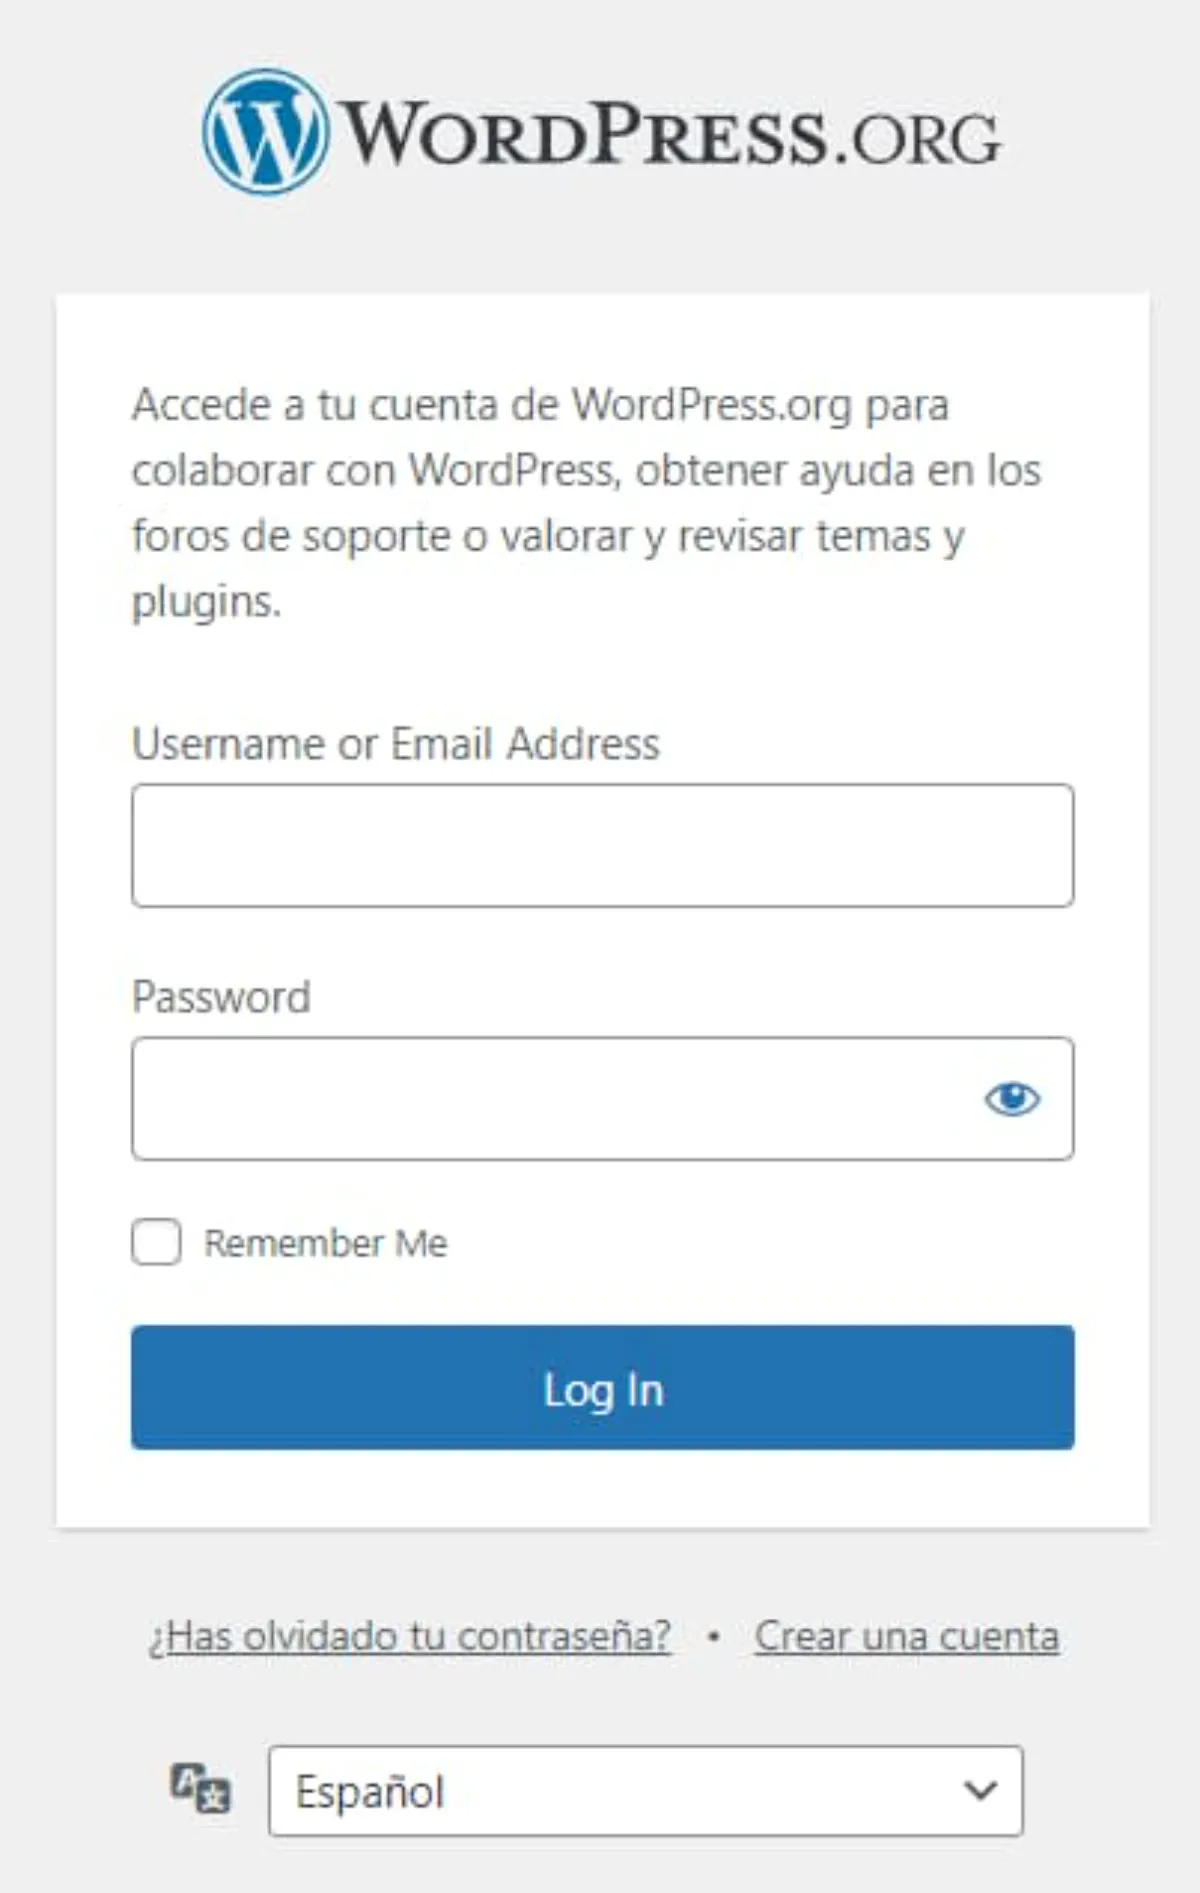 WORDPRESS.ORG
Accede a tu cuenta de WordPress.org para
colaborar con WordPress, obtener ayuda en los
foros de soporte o valorar y revisar temas y
plugins.
Username or Email Address
Password
Remember Me
Log In
¿Has olvidado tu contraseña? • Crear una cuenta
Español